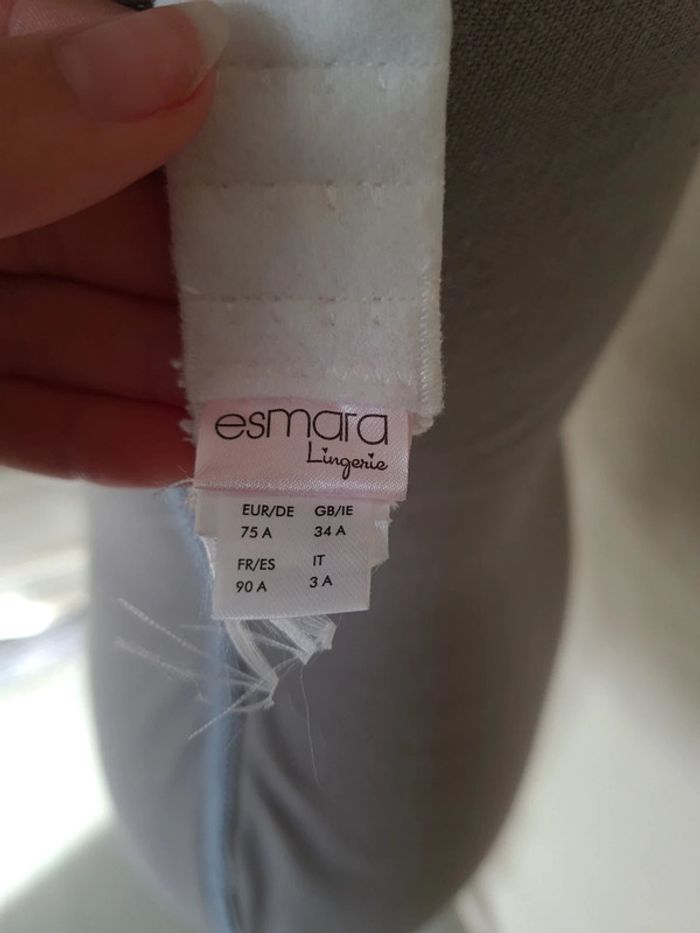 esmara
Lingerie
EUR/DE GB/IE
75 A 34 A
FR/ES IT
90 A 3 A